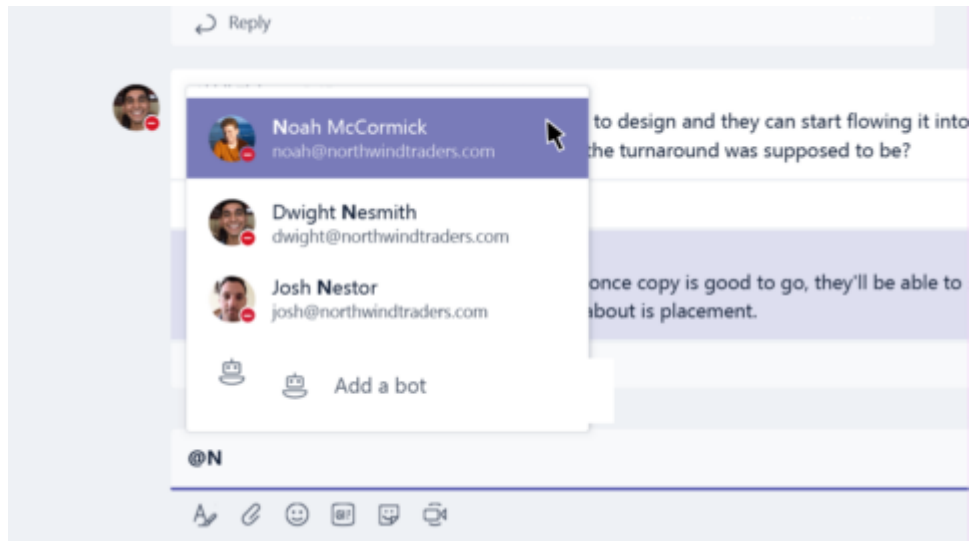 Reply
Noah McCormick
noah@northwindtraders.com
to design and they can start flowing it into
the turnaround was supposed to be?
Dwight Nesmith
dwight@northwindtraders.com
Josh Nestor
josh@northwindtraders.com
once copy is good to go, they'll be able to
about is placement.
Add a bot
@N
GIF